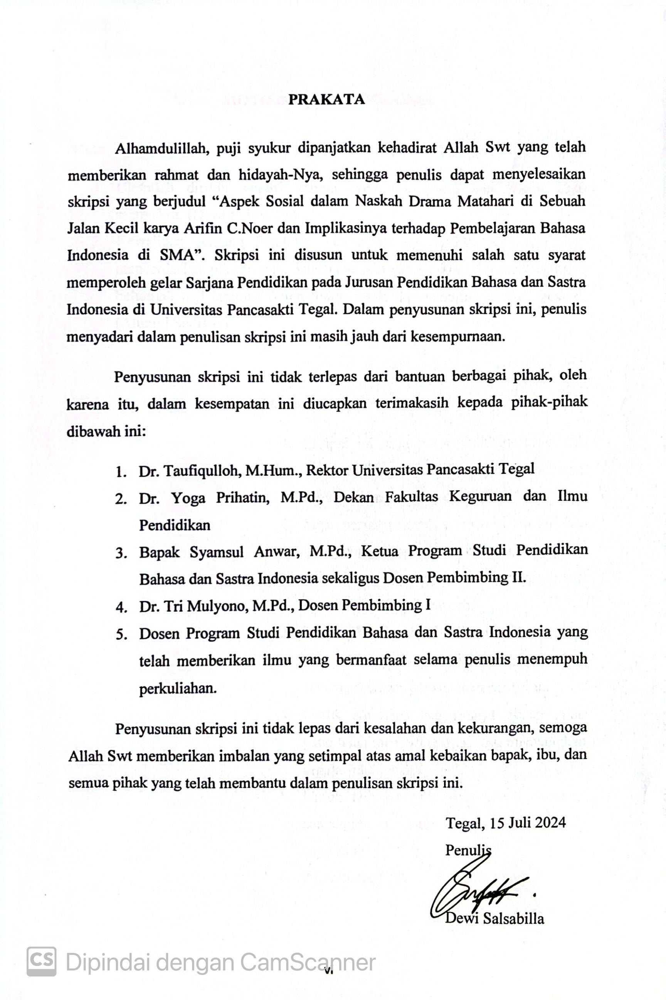 PRAKATA
Alhamdulillah, puji syukur dipanjatkan kehadirat Allah Swt yang telah
memberikan rahmat dan hidayah-Nya, sehingga penulis dapat menyelesaikan
skripsi yang berjudul “Aspek Sosial dalam Naskah Drama Matahari di Sebuah
Jalan Kecil karya Arifin C.Noer dan Implikasinya terhadap Pembelajaran Bahasa
Indonesia di SMA”. Skripsi ini disusun untuk memenuhi salah satu syarat
memperoleh gelar Sarjana Pendidikan pada Jurusan Pendidikan Bahasa dan Sastra
Indonesia di Universitas Pancasakti Tegal. Dalam penyusunan skripsi ini, penulis
menyadari dalam penulisan skripsi ini masih jauh dari kesempurnaan.
Penyusunan skripsi ini tidak terlepas dari bantuan berbagai pihak, oleh
karena itu, dalam kesempatan ini diucapkan terimakasih kepada pihak-pihak
dibawah ini:
1. Dr. Taufiqulloh, M.Hum., Rektor Universitas Pancasakti Tegal
2. Dr. Yoga Prihatin, M.Pd., Dekan Fakultas Keguruan dan Ilmu
Pendidikan
3. Bapak Syamsul Anwar, M.Pd., Ketua Program Studi Pendidikan
Bahasa dan Sastra Indonesia sekaligus Dosen Pembimbing II.
4. Dr. Tri Mulyono, M.Pd., Dosen Pembimbing I
5. Dosen Program Studi Pendidikan Bahasa dan Sastra Indonesia yang
telah memberikan ilmu yang bermanfaat selama penulis menempuh
perkuliahan.
Penyusunan skripsi ini tidak lepas dari kesalahan dan kekurangan, semoga
Allah Swt memberikan imbalan yang setimpal atas amal kebaikan bapak, ibu, dan
semua pihak yang telah membantu dalam penulisan skripsi ini.
Tegal, 15 Juli 2024
Penulis
Dewi Salsabilla
CS Dipindai dengan CamScanner
vi